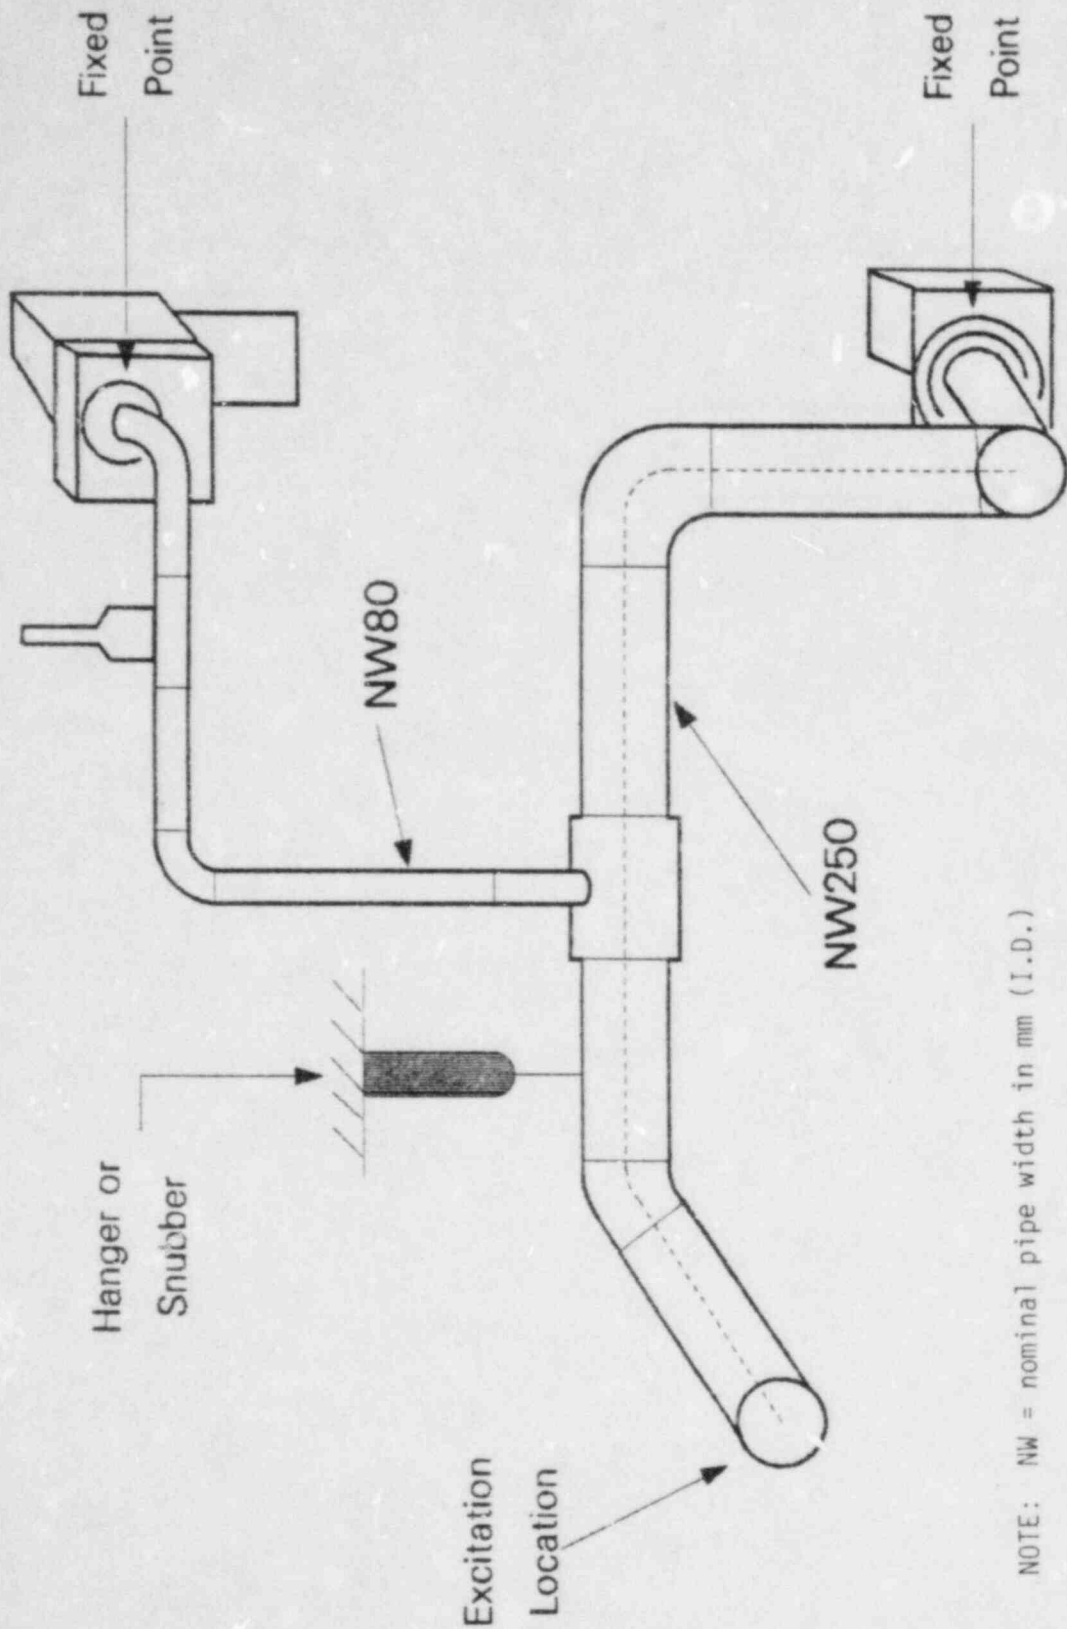 Hanger or
Snubber
Fixed
Point
NW80
Excitation
Location
NW250
Fixed
Point
NOTE: NW = nominal pipe width in mm (I.D.)